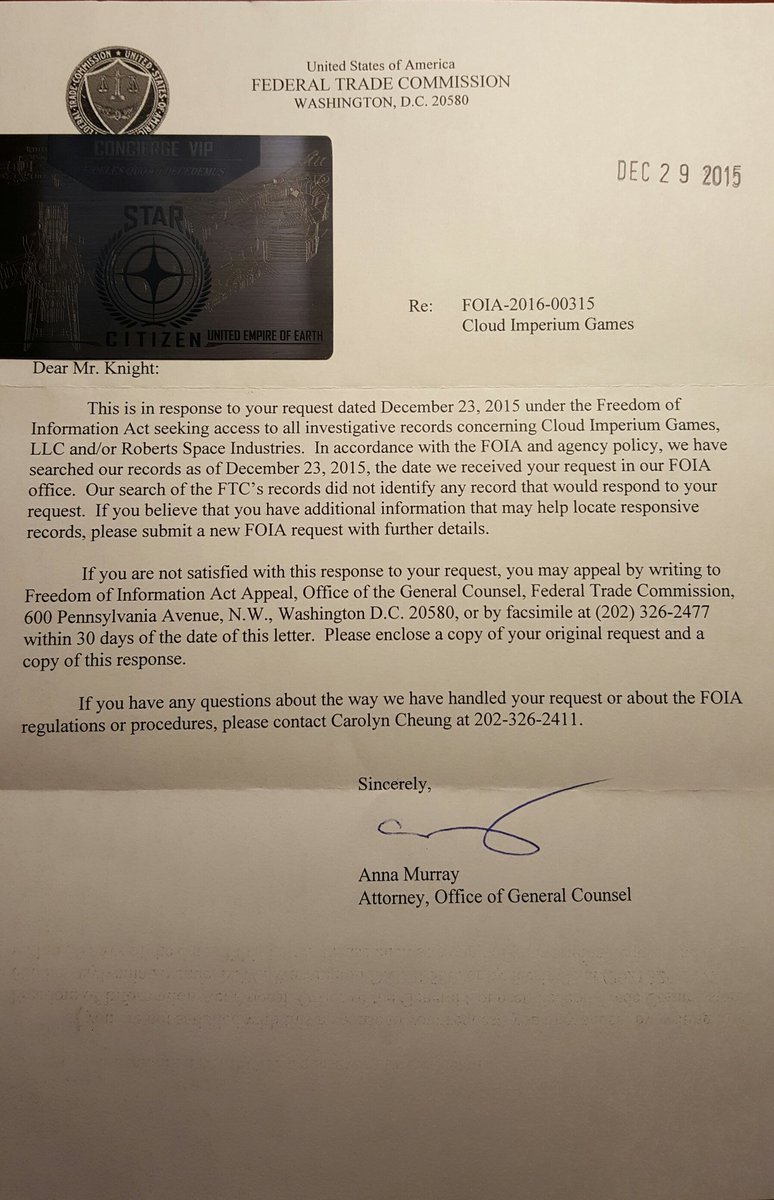 United States of America
FEDERAL TRADE COMMISSION
WASHINGTON, D.C. 20580
DEC 29 2015
CONCIERGE VIP
STAR
CITIZEN
UNITED EMPIRE OF EARTH
Re: FOIA-2016-00315
Cloud Imperium Games
Dear Mr. Knight:
This is in response to your request dated December 23, 2015 under the Freedom of
Information Act seeking access to all investigative records concerning Cloud Imperium Games,
LLC and/or Roberts Space Industries. In accordance with the FOIA and agency policy, we have
searched our records as of December 23, 2015, the date we received your request in our FOIA
office. Our search of the FTC's records did not identify any record that would respond to your
request. If you believe that you have additional information that may help locate responsive
records, please submit a new FOIA request with further details.
If you are not satisfied with this response to your request, you may appeal by writing to
Freedom of Information Act Appeal, Office of the General Counsel, Federal Trade Commission,
600 Pennsylvania Avenue, N.W., Washington D.C. 20580, or by facsimile at (202) 326-2477
within 30 days of the date of this letter. Please enclose a copy of your original request and a
copy of this response.
If you have any questions about the way we have handled your request or about the FOIA
regulations or procedures, please contact Carolyn Cheung at 202-326-2411.
Sincerely,
Anna Murray
Attorney, Office of General Counsel